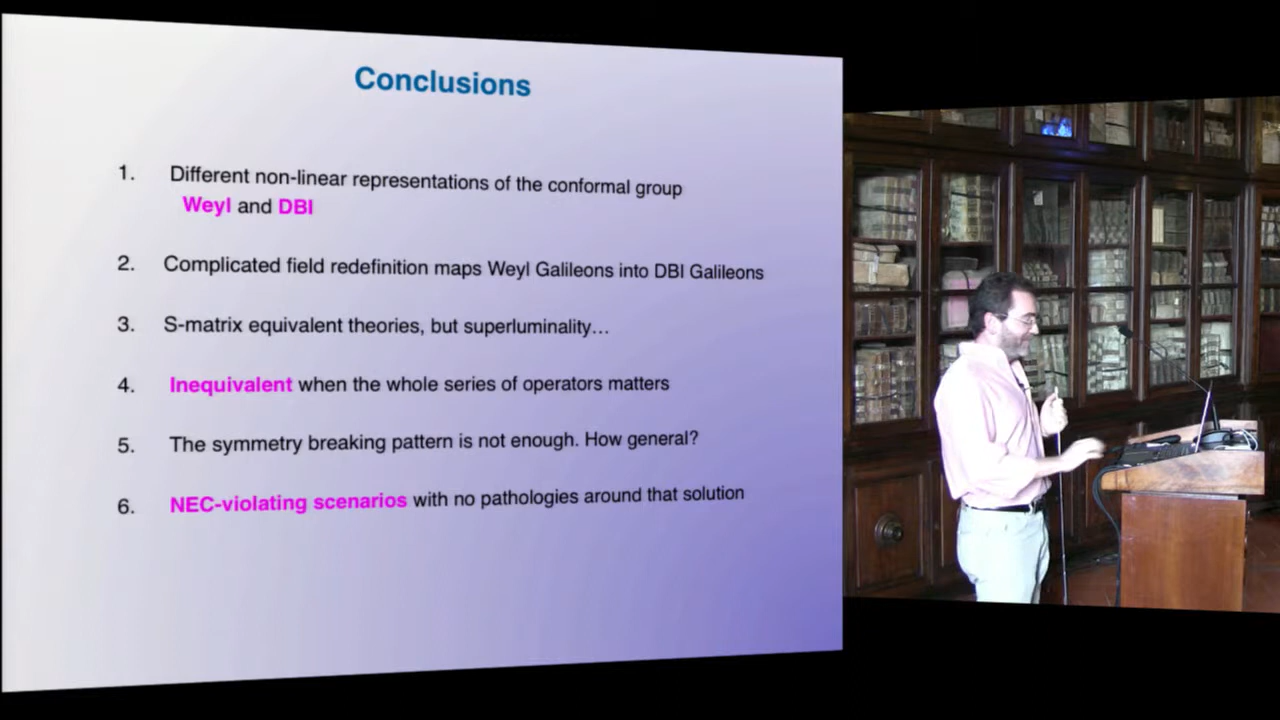 Conclusions
1. Different non-linear representations of the conformal group
Weyl and DBI
2. Complicated field redefinition maps Weyl Galileons into DBI Galileons
3. S-matrix equivalent theories, but superluminality…
4. Inequivalent when the whole series of operators matters
5. The symmetry breaking pattern is not enough. How general?
6. NEC-violating scenarios with no pathologies around that solution